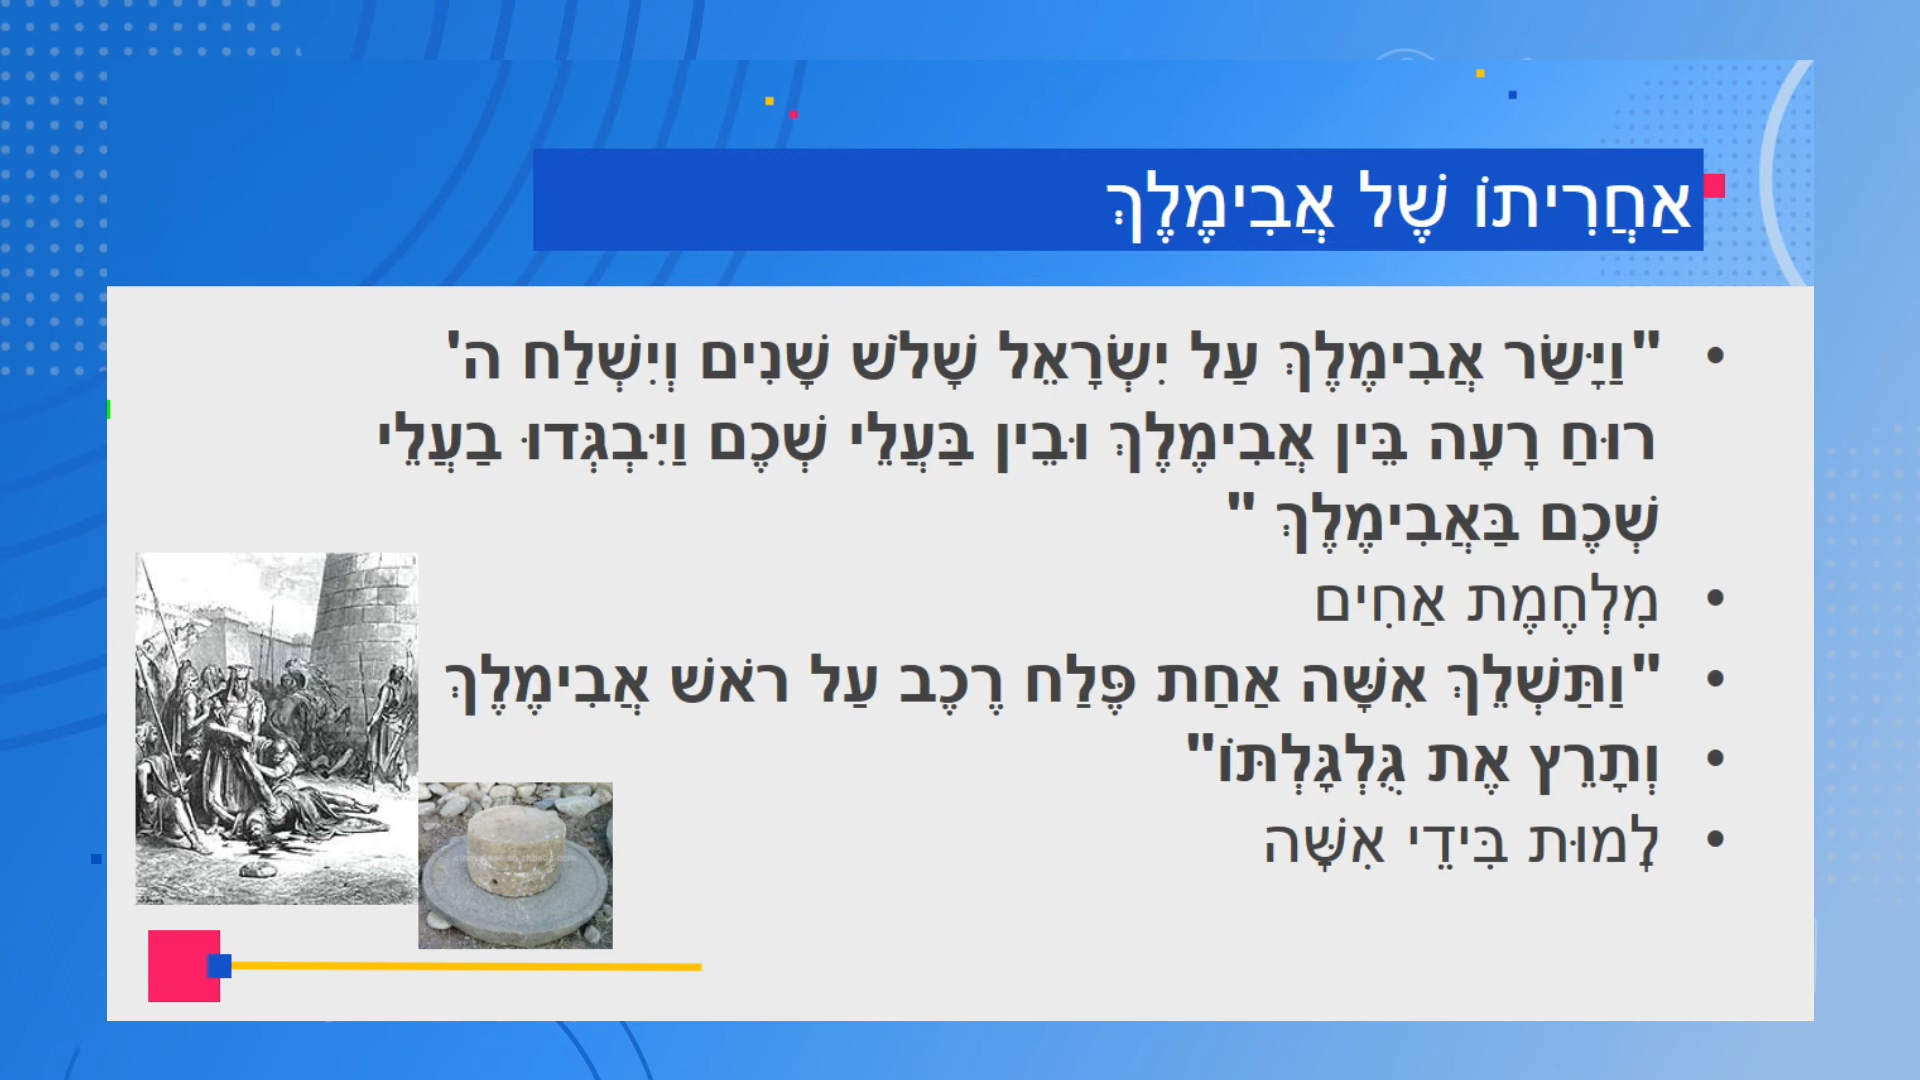 אַחֲרִיתוֹ שֶׁל אֲבִימֶלֶךְ
• "וַיָּשַׂר אֲבִימֶלֶךְ עַל יִשְׂרָאֵל שָׁלֹשׁ שָׁנִים וְיִשְׁלַח ה'
רוּחַ רָעָה בֵּין אֲבִימֶלֶךְ וּבֵין בַּעֲלֵי שְׁכֶם וַיִּבְגְּדוּ בַעֲלֵי
שְׁכֶם בַּאֲבִימֶלֶךְ "
• מִלְחֶמֶת אַחִים
• "וַתַּשְׁלֵךְ אִשָּׁה אַחַת פֶּלַח רֶכֶב עַל רֹאשׁ אֲבִימֶלֶךְ
• וְתָרֵץ אֶת גֻּלְגָּלְתּוֹ"
• לָמוּת בִּידֵי אִשָּׁה